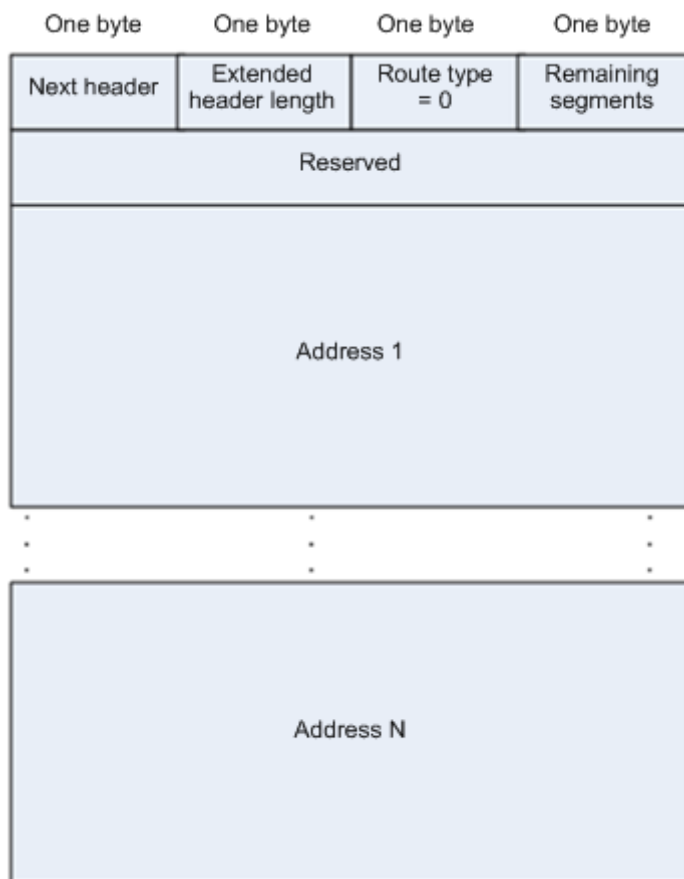 One byte One byte One byte One byte
Next header
Extended
header length
Route type
= 0
Remaining
segments
Reserved
Address 1
Address N